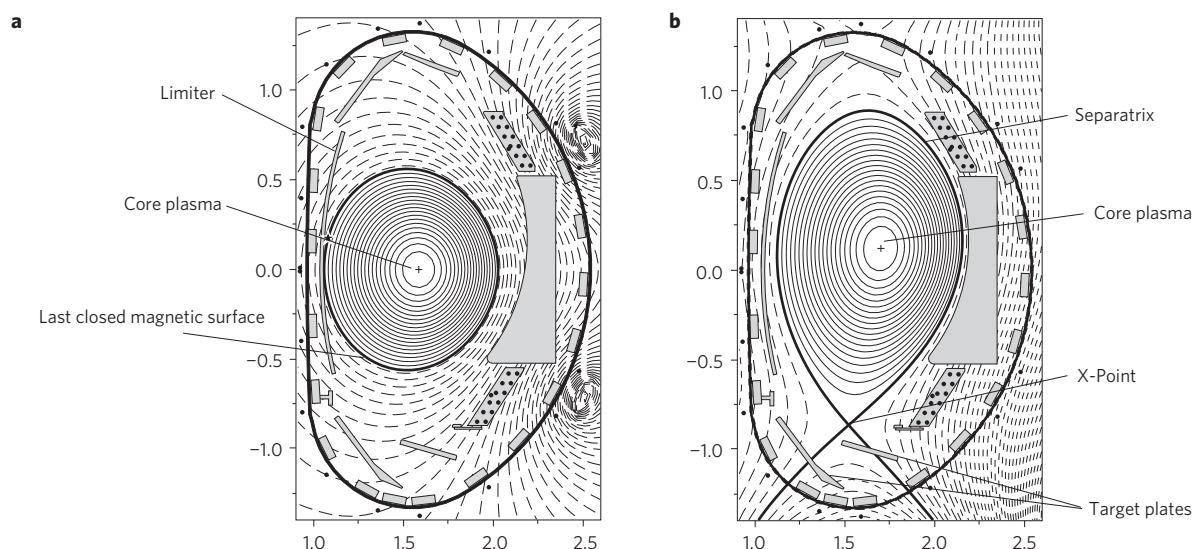 a
Limiter
Core plasma
Last closed magnetic surface
1.0
0.5
0.0
−0.5
−1.0
1.0
1.5
2.0
2.5
b
Separatrix
Core plasma
X-Point
Target plates
1.0
0.5
0.0
−0.5
−1.0
1.0
1.5
2.0
2.5